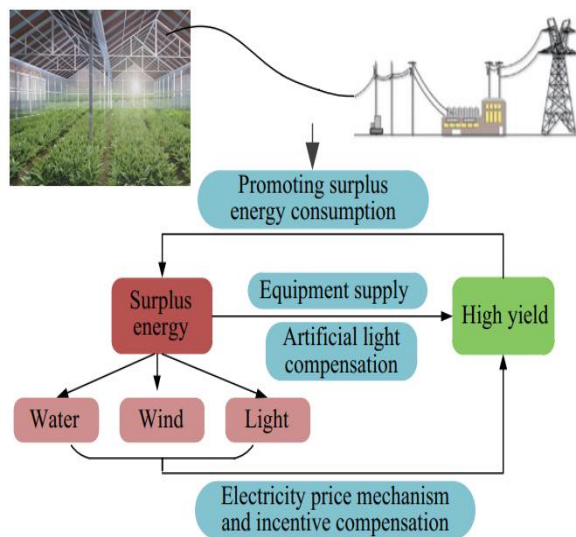 Promoting surplus
energy consumption
Surplus
energy
Equipment supply
Artificial light
compensation
High yield
Water
Wind
Light
Electricity price mechanism
and incentive compensation